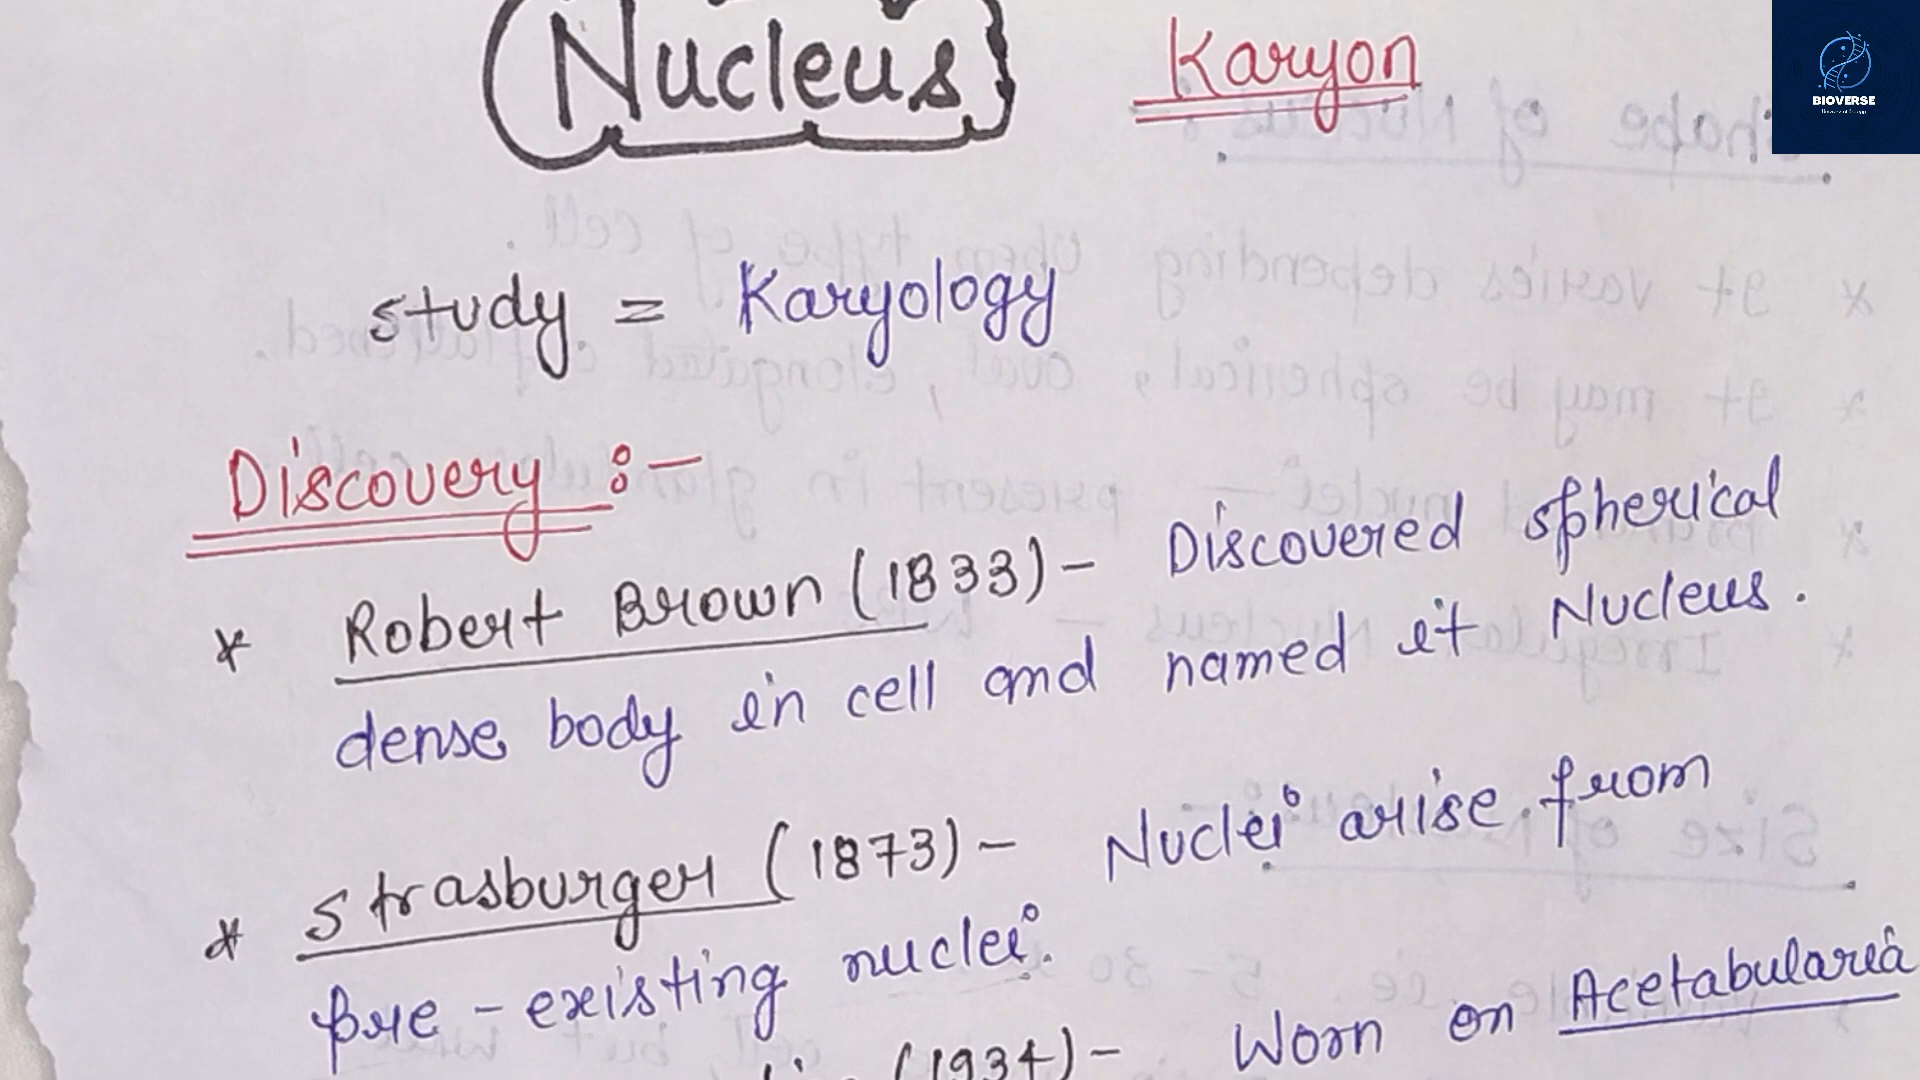 Nucleus Karyon
study = Karyology
Discovery :-
* Robert Brown (1833) - Discovered spherical
dense body in cell and named it Nucleus.
* Strasburger (1873) - Nuclei arise from
pre-existing nuclei.
(1934) - Worn on Acetabularia
BIOVERSE